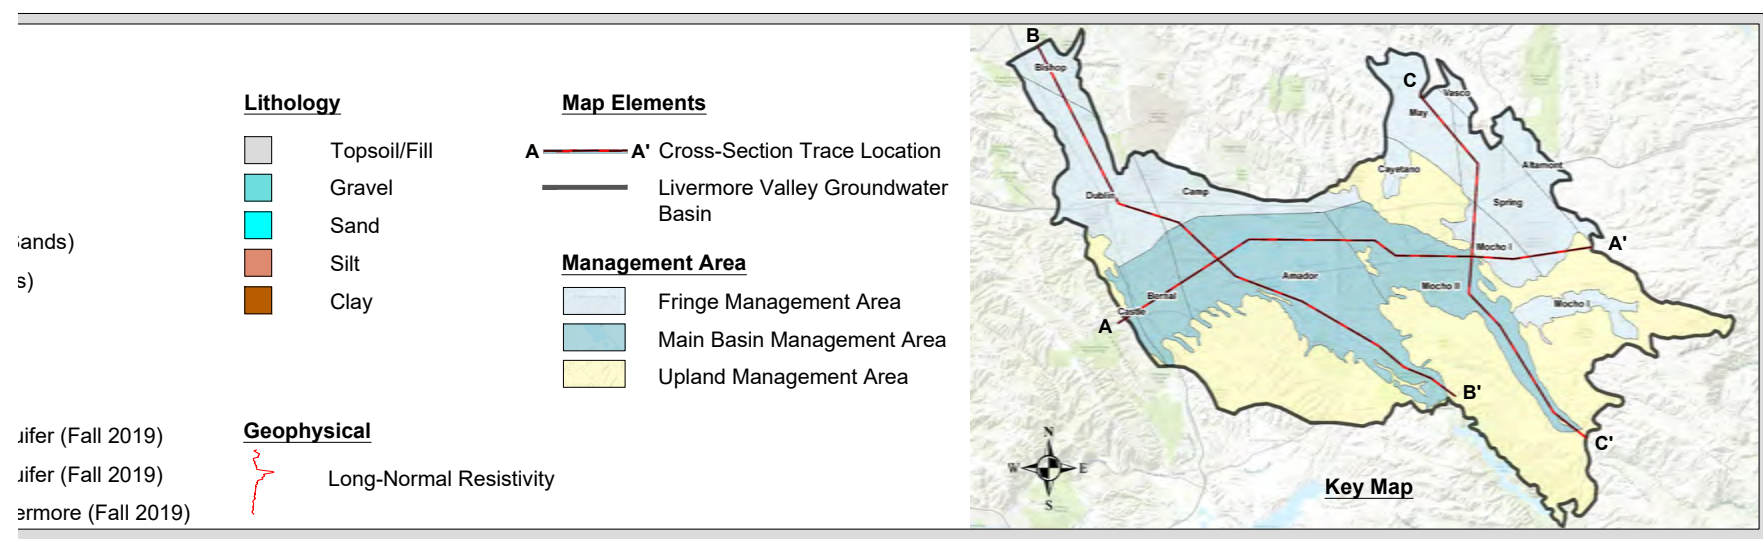 Sands)
s)
uifer (Fall 2019)
uifer (Fall 2019)
ermore (Fall 2019)
Lithology
Topsoil/Fill
Gravel
Sand
Silt
Clay
Geophysical
Long-Normal Resistivity
Map Elements
A A' Cross-Section Trace Location
Livermore Valley Groundwater
Basin
Management Area
Fringe Management Area
Main Basin Management Area
Upland Management Area
B
Bishop
C
Vasco
May
Altamont
Cayetano
Camp
Dublin
Spring
A'
Mocho I
Amador
Mocho II
Bernal
Mocho I
Castle
A
B'
C'
N
W E
S
Key Map